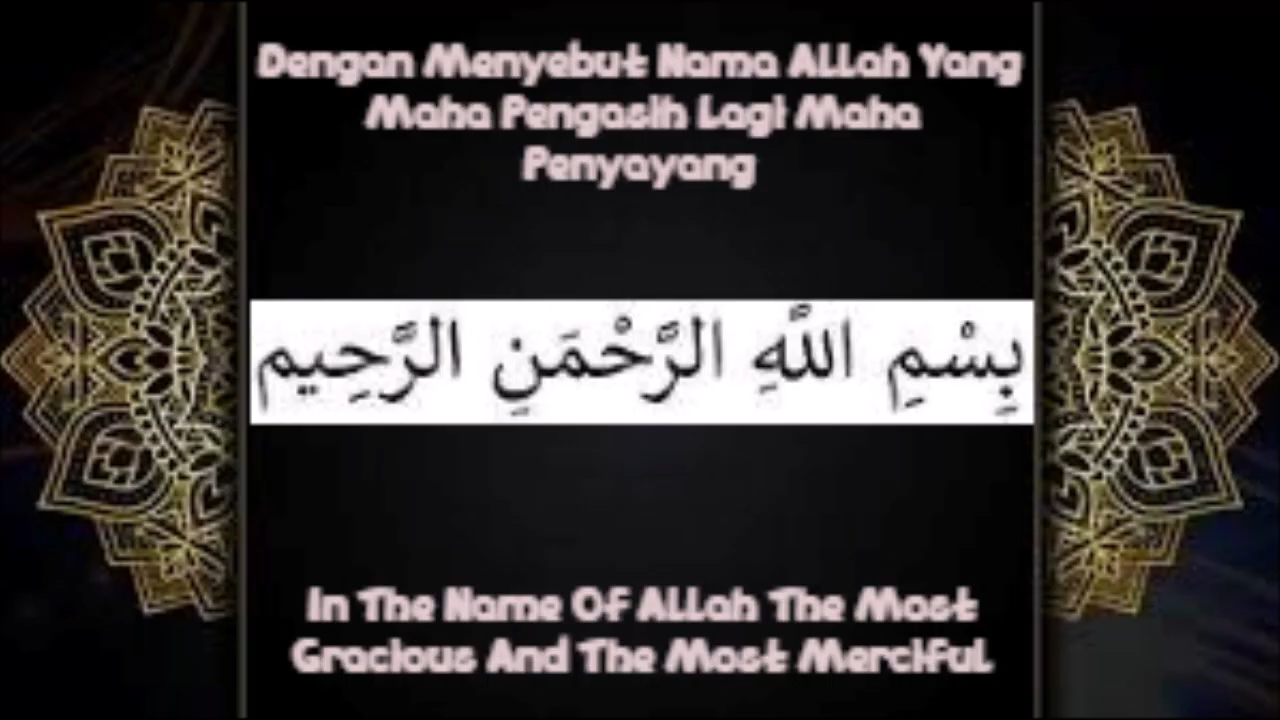 Dengan Menyebut Nama ALLah Yang
Maha Pengasih Lagi Maha
Penyayang
بِسْمِ اللَّهِ الرَّحْمَنِ الرَّحِيم
In The Name Of ALLah The Most
Gracious And The Most MercifuL